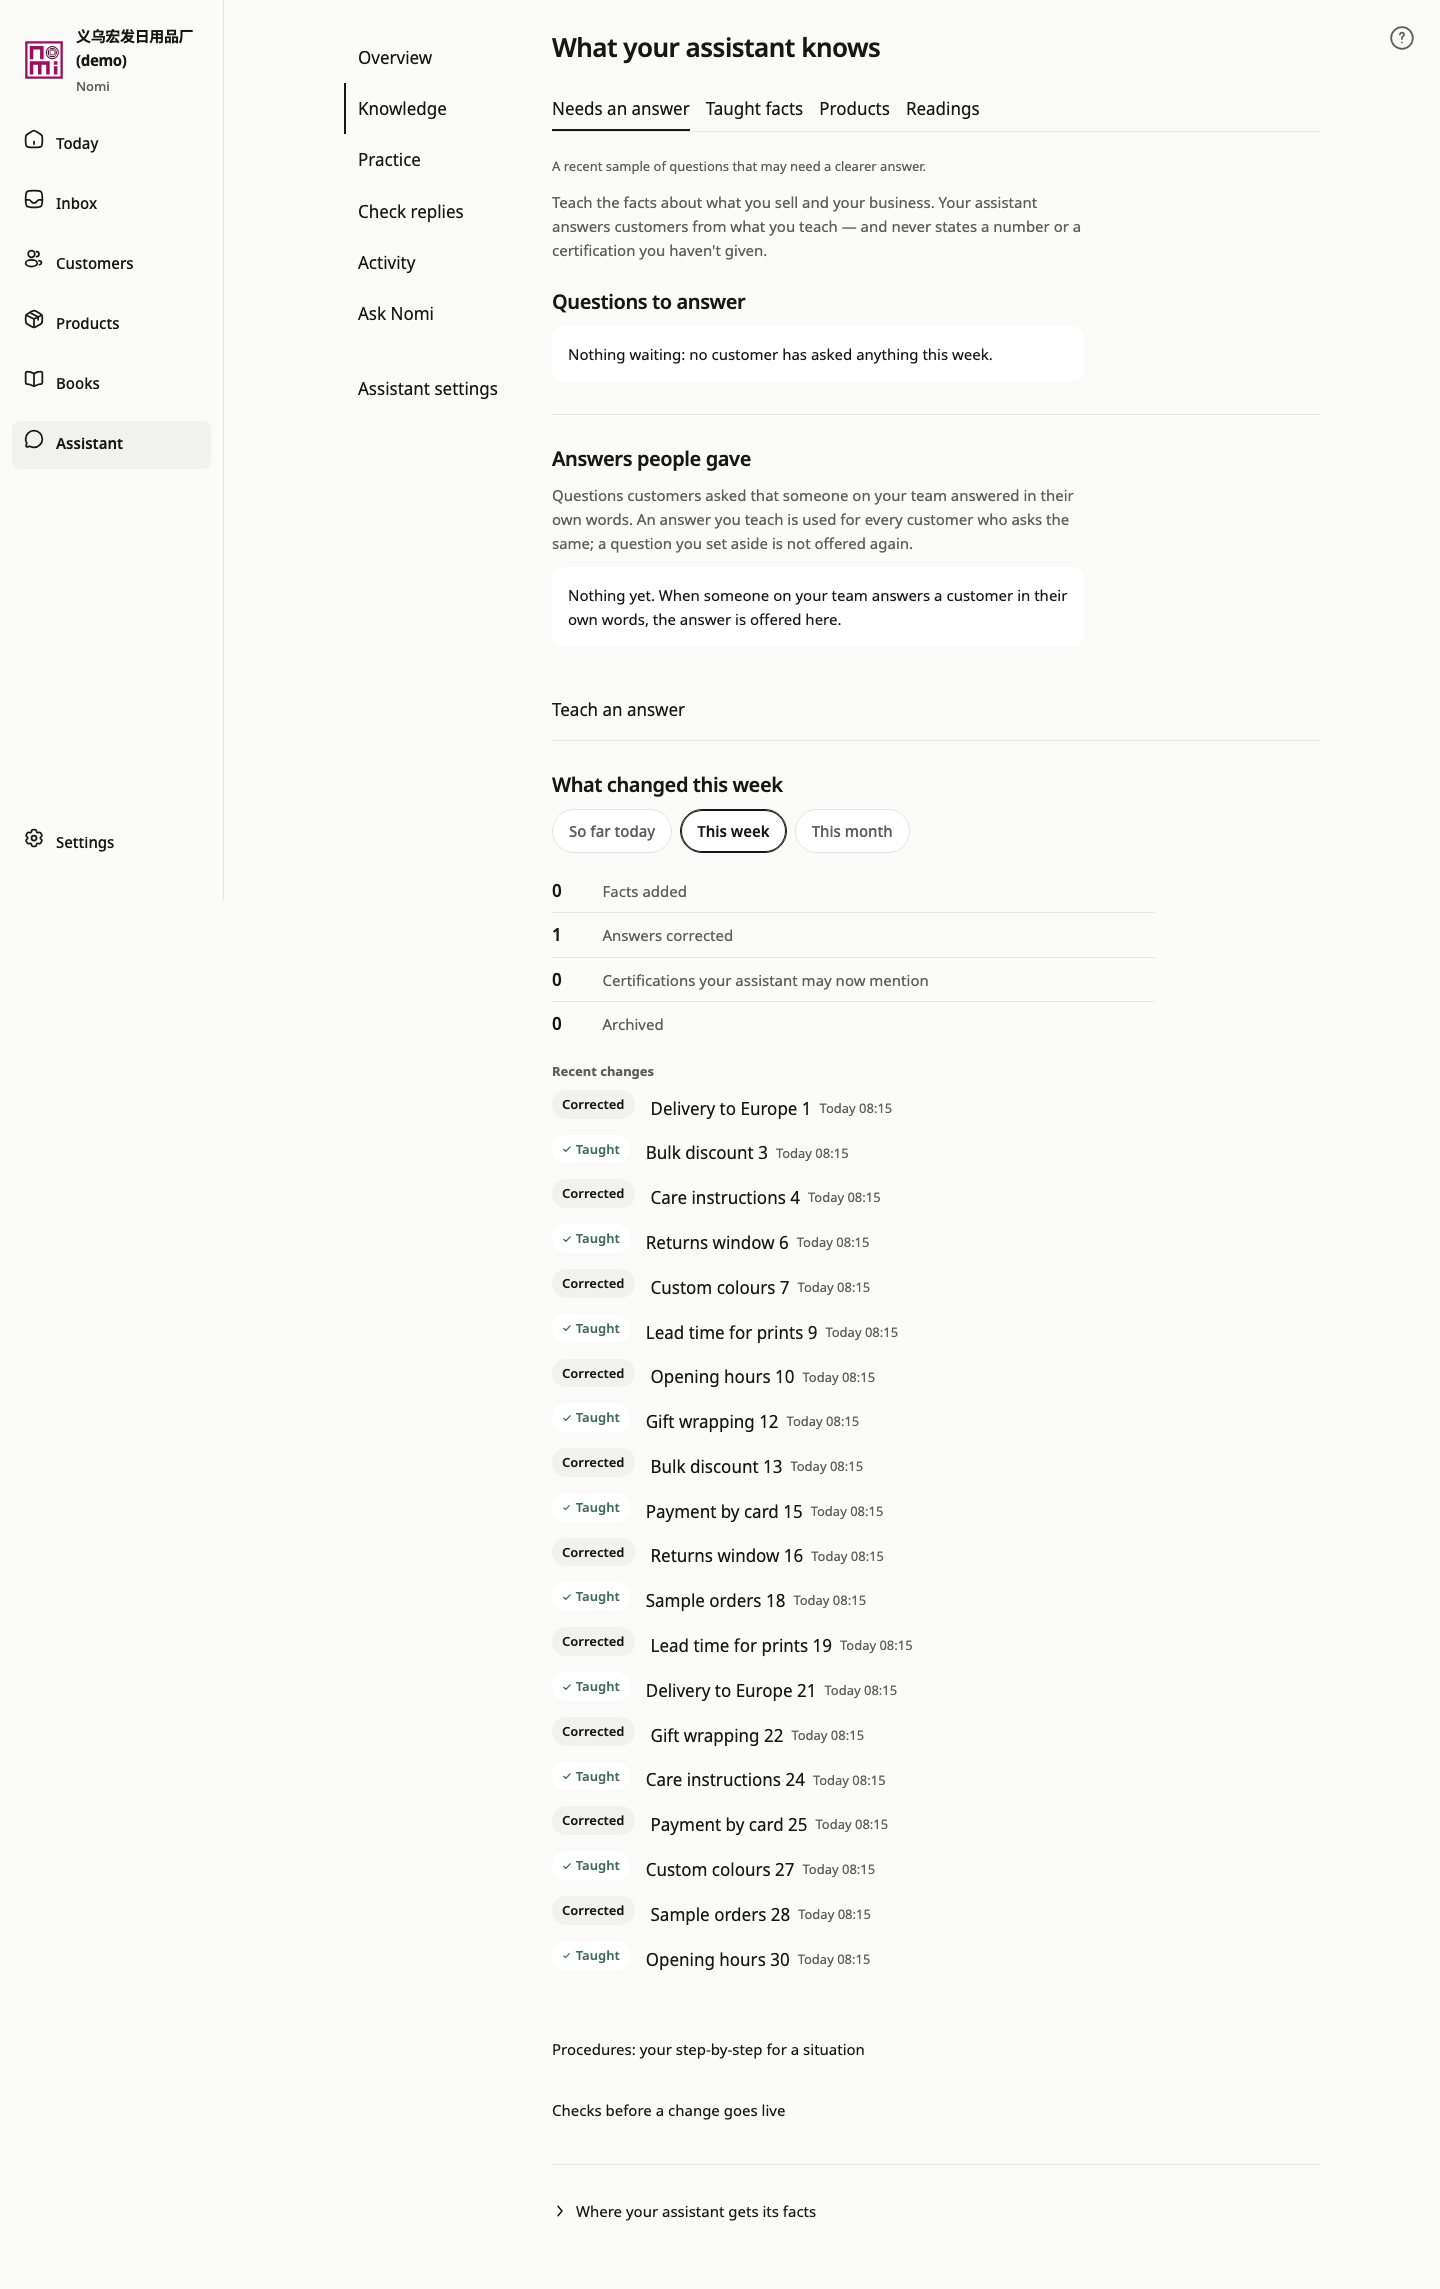 义乌宏发日用品厂
(demo)
Nomi
Today
Inbox
Customers
Products
Books
Assistant
Settings
Overview
Knowledge
Practice
Check replies
Activity
Ask Nomi
Assistant settings
What your assistant knows
Needs an answer Taught facts Products Readings
A recent sample of questions that may need a clearer answer.
Teach the facts about what you sell and your business. Your assistant
answers customers from what you teach — and never states a number or a
certification you haven't given.
Questions to answer
Nothing waiting: no customer has asked anything this week.
Answers people gave
Questions customers asked that someone on your team answered in their
own words. An answer you teach is used for every customer who asks the
same; a question you set aside is not offered again.
Nothing yet. When someone on your team answers a customer in their
own words, the answer is offered here.
Teach an answer
What changed this week
So far today This week This month
0 Facts added
1 Answers corrected
0 Certifications your assistant may now mention
0 Archived
Recent changes
Corrected Delivery to Europe 1 Today 08:15
Taught Bulk discount 3 Today 08:15
Corrected Care instructions 4 Today 08:15
Taught Returns window 6 Today 08:15
Corrected Custom colours 7 Today 08:15
Taught Lead time for prints 9 Today 08:15
Corrected Opening hours 10 Today 08:15
Taught Gift wrapping 12 Today 08:15
Corrected Bulk discount 13 Today 08:15
Taught Payment by card 15 Today 08:15
Corrected Returns window 16 Today 08:15
Taught Sample orders 18 Today 08:15
Corrected Lead time for prints 19 Today 08:15
Taught Delivery to Europe 21 Today 08:15
Corrected Gift wrapping 22 Today 08:15
Taught Care instructions 24 Today 08:15
Corrected Payment by card 25 Today 08:15
Taught Custom colours 27 Today 08:15
Corrected Sample orders 28 Today 08:15
Taught Opening hours 30 Today 08:15
Procedures: your step-by-step for a situation
Checks before a change goes live
Where your assistant gets its facts